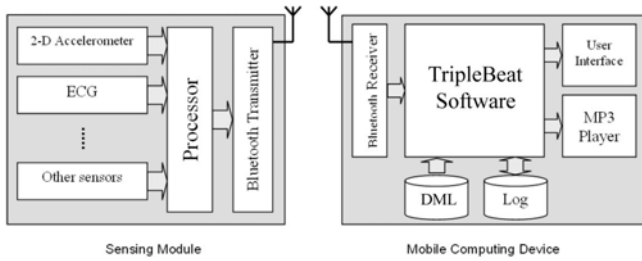 2-D Accelerometer
ECG
Other sensors
Processor
Bluetooth Transmitter
Sensing Module
Bluetooth Receiver
TripleBeat
Software
User
Interface
MP3
Player
DML
Log
Mobile Computing Device